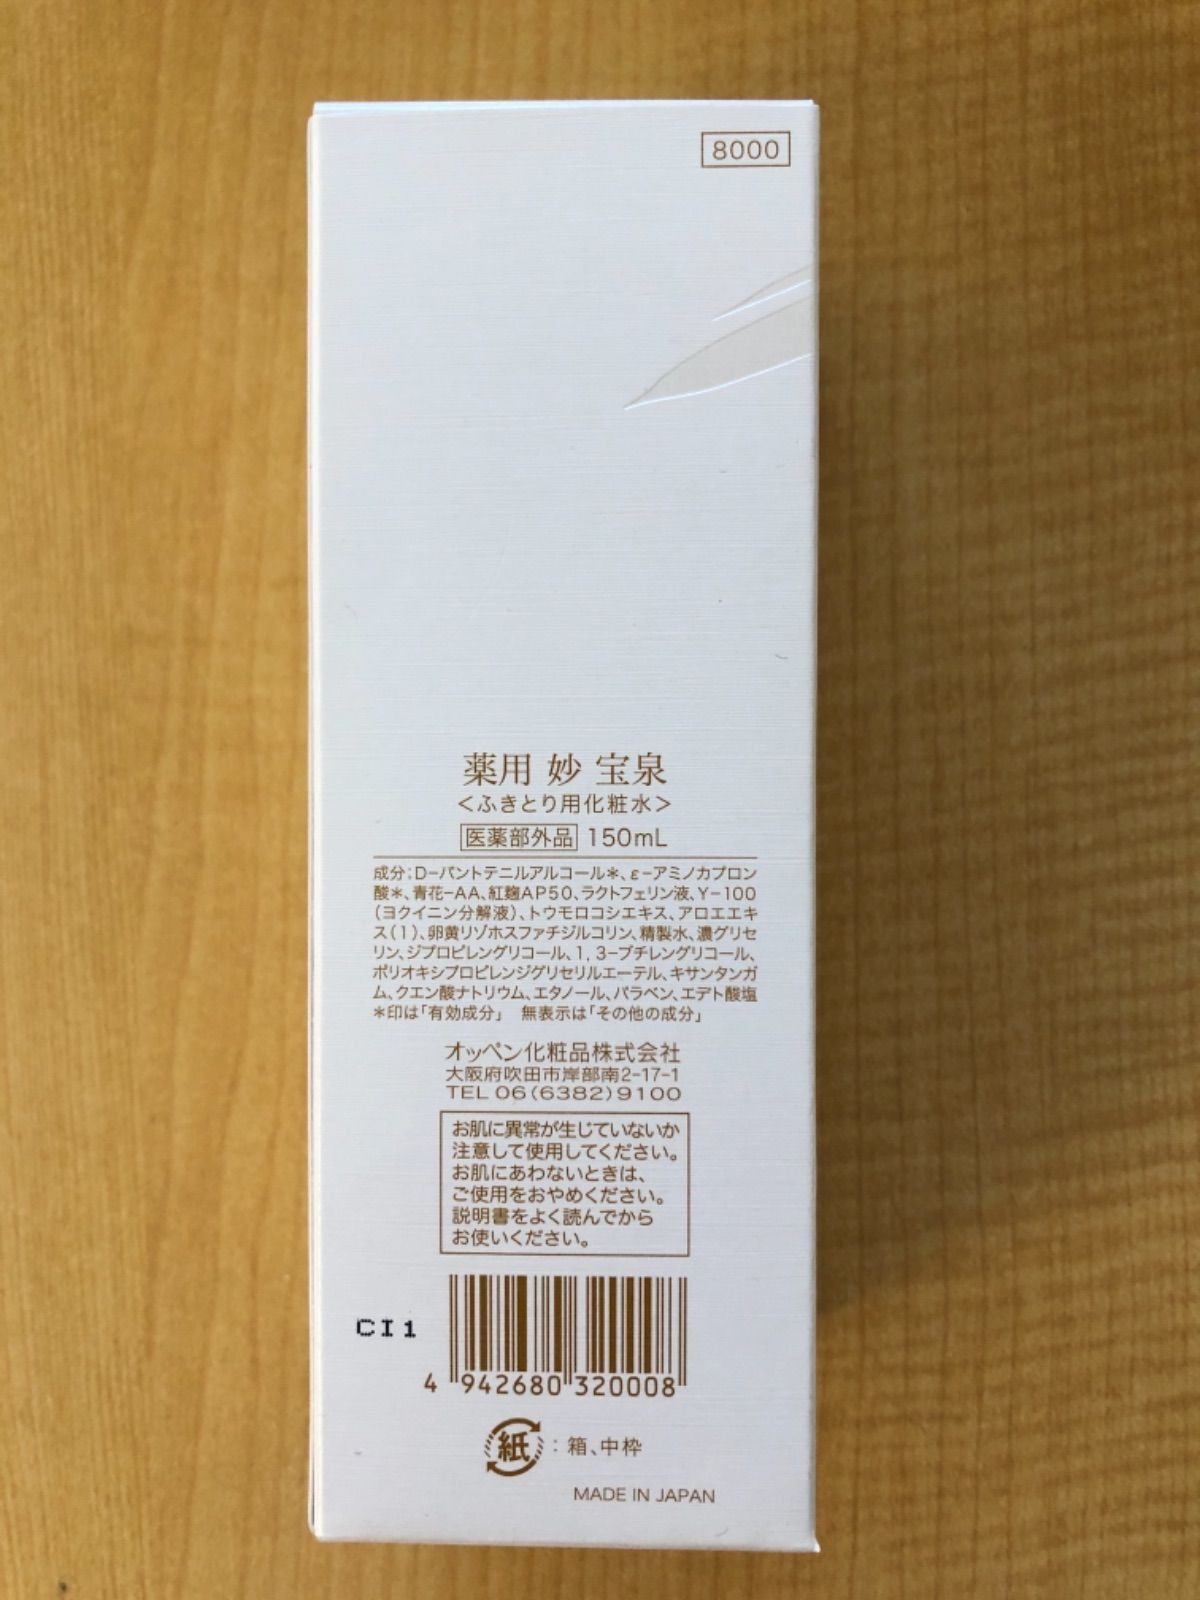 8000
薬用 妙 宝泉
<ふきとり用化粧水>
医薬部外品 150mL
成分:D-パントテニルアルコール*、ε-アミノカプロン
酸*、青花-AA、紅麹AP50、ラクトフェリン液、Y-100
(ヨクイニン分解液)、トウモロコシエキス、アロエエキ
ス(1)、卵黄リゾホスファチジルコリン、精製水、濃グリセ
リン、ジプロピレングリコール、1, 3-ブチレングリコール、
ポリオキシプロピレンジグリセリルエーテル、キサンタンガ
ム、クエン酸ナトリウム、エタノール、パラベン、エデト酸塩
*印は「有効成分」 無表示は「その他の成分」
オッペン化粧品株式会社
大阪府吹田市岸部南2-17-1
TEL 06(6382)9100
お肌に異常が生じていないか
注意して使用してください。
お肌にあわないときは、
ご使用をおやめください。
説明書をよく読んでから
お使いください。
CI1
4 942680 320008
紙 : 箱、中枠
MADE IN JAPAN